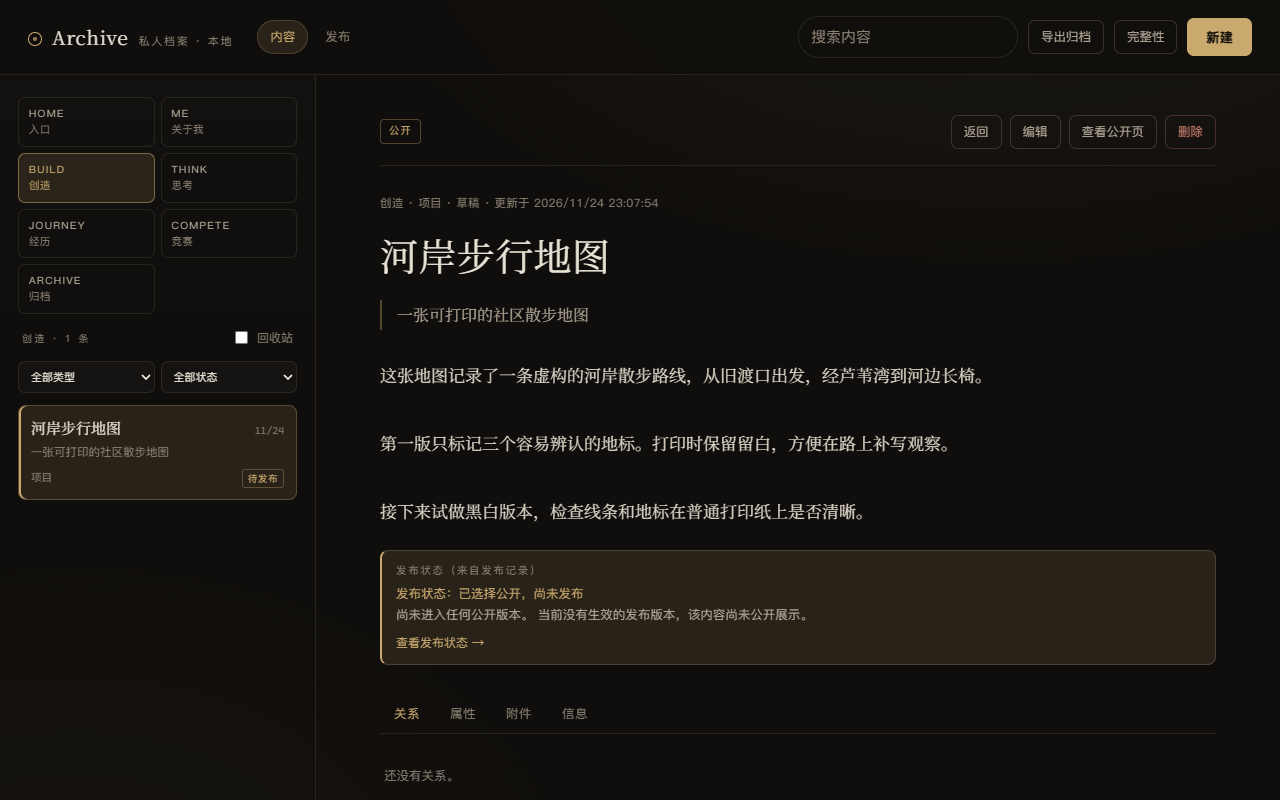 Archive 私人档案 · 本地
内容 发布
搜索内容
导出归档 完整性 新建
HOME
入口
ME
关于我
BUILD
创造
THINK
思考
JOURNEY
经历
COMPETE
竞赛
ARCHIVE
归档
创造 · 1 条
回收站
全部类型 全部状态
河岸步行地图 11/24
一张可打印的社区散步地图
项目 待发布
公开
返回 编辑 查看公开页 删除
创造 · 项目 · 草稿 · 更新于 2026/11/24 23:07:54
河岸步行地图
一张可打印的社区散步地图
这张地图记录了一条虚构的河岸散步路线，从旧渡口出发，经芦苇湾到河边长椅。
第一版只标记三个容易辨认的地标。打印时保留留白，方便在路上补写观察。
接下来试做黑白版本，检查线条和地标在普通打印纸上是否清晰。
发布状态（来自发布记录）
发布状态：已选择公开，尚未发布
尚未进入任何公开版本。 当前没有生效的发布版本，该内容尚未公开展示。
查看发布状态 →
关系 属性 附件 信息
还没有关系。